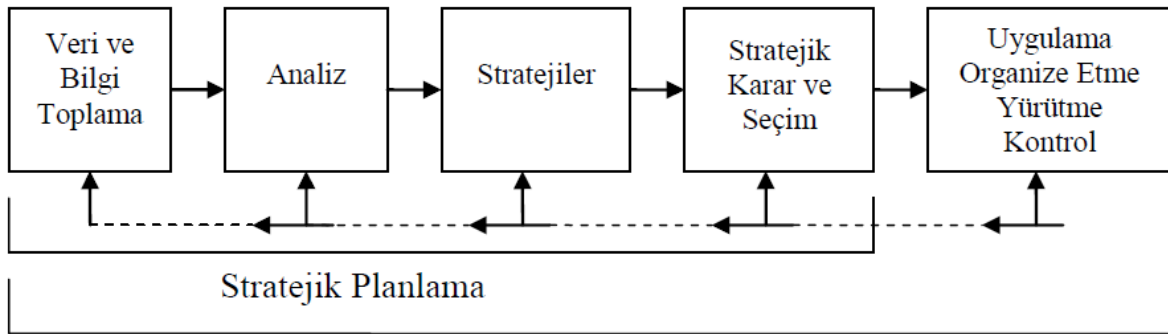 Veri ve
Bilgi
Toplama
Analiz
Stratejiler
Stratejik
Karar ve
Seçim
Uygulama
Organize Etme
Yürütme
Kontrol
Stratejik Planlama